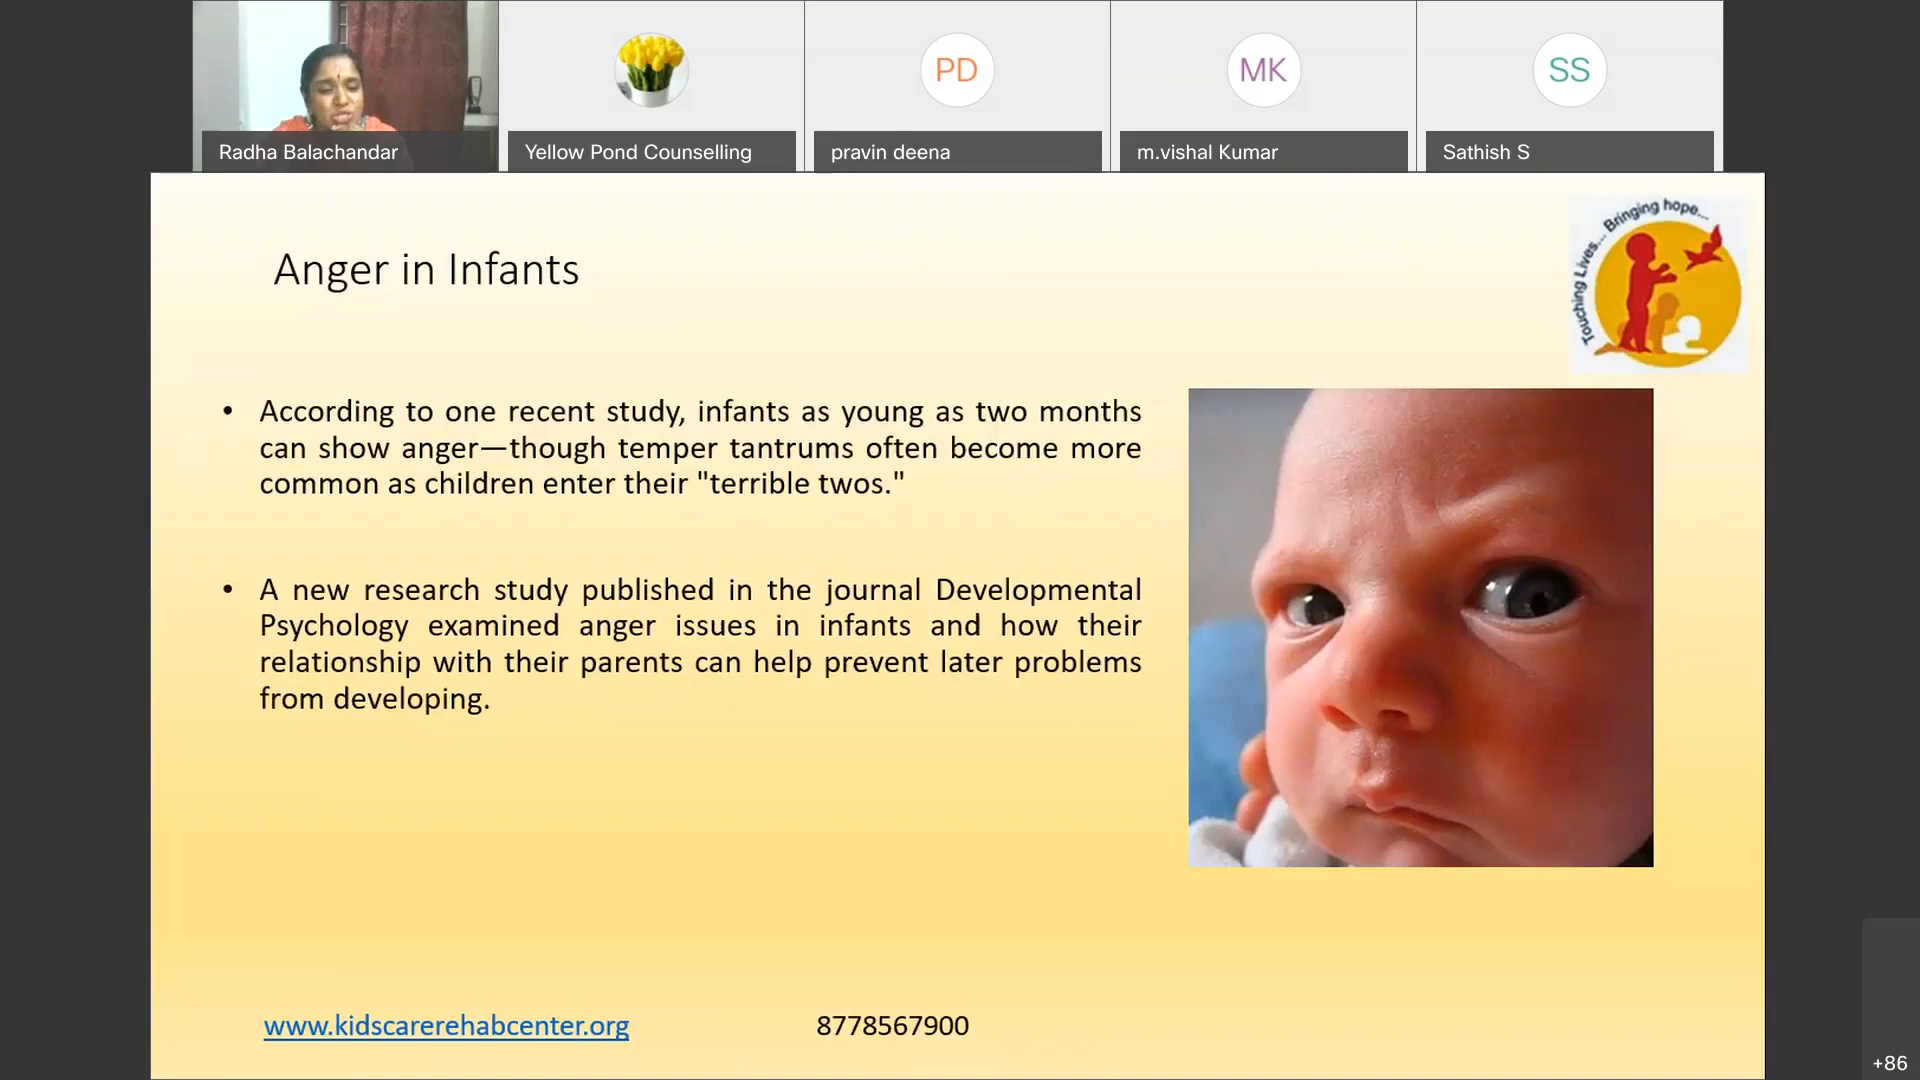 Radha Balachandar
Yellow Pond Counselling
PD
pravin deena
MK
m.vishal Kumar
SS
Sathish S
Touching Lives... Bringing hope...
Anger in Infants
• According to one recent study, infants as young as two months
can show anger—though temper tantrums often become more
common as children enter their "terrible twos."
• A new research study published in the journal Developmental
Psychology examined anger issues in infants and how their
relationship with their parents can help prevent later problems
from developing.
www.kidscarerehabcenter.org
8778567900
+86